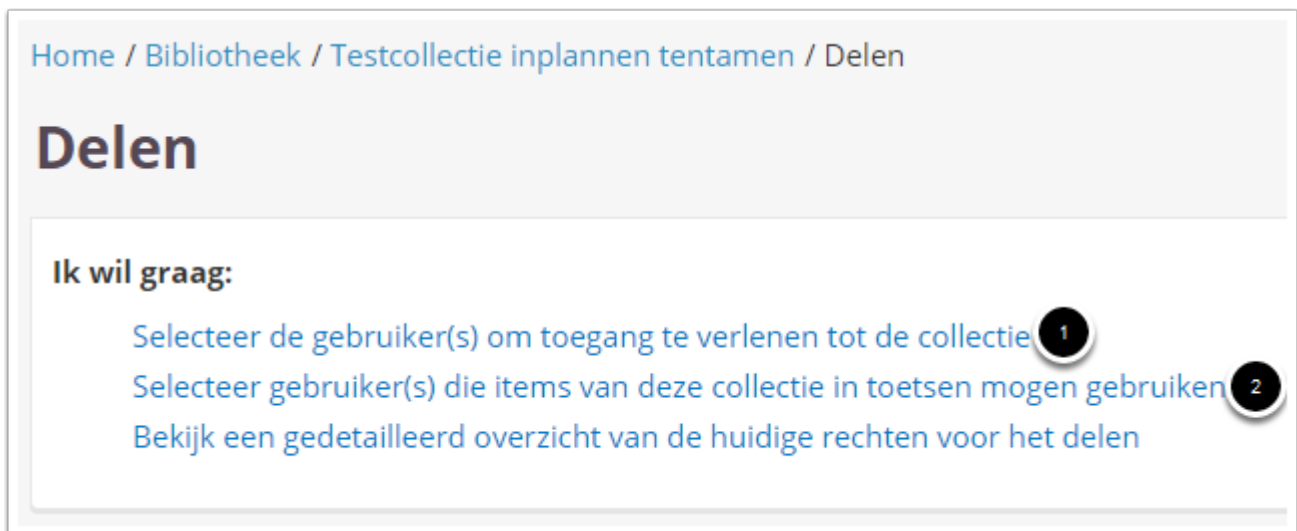 Home / Bibliotheek / Testcollectie inplannen tentamen / Delen
Delen
Ik wil graag:
Selecteer de gebruiker(s) om toegang te verlenen tot de collectie 1
Selecteer gebruiker(s) die items van deze collectie in toetsen mogen gebruiken 2
Bekijk een gedetailleerd overzicht van de huidige rechten voor het delen